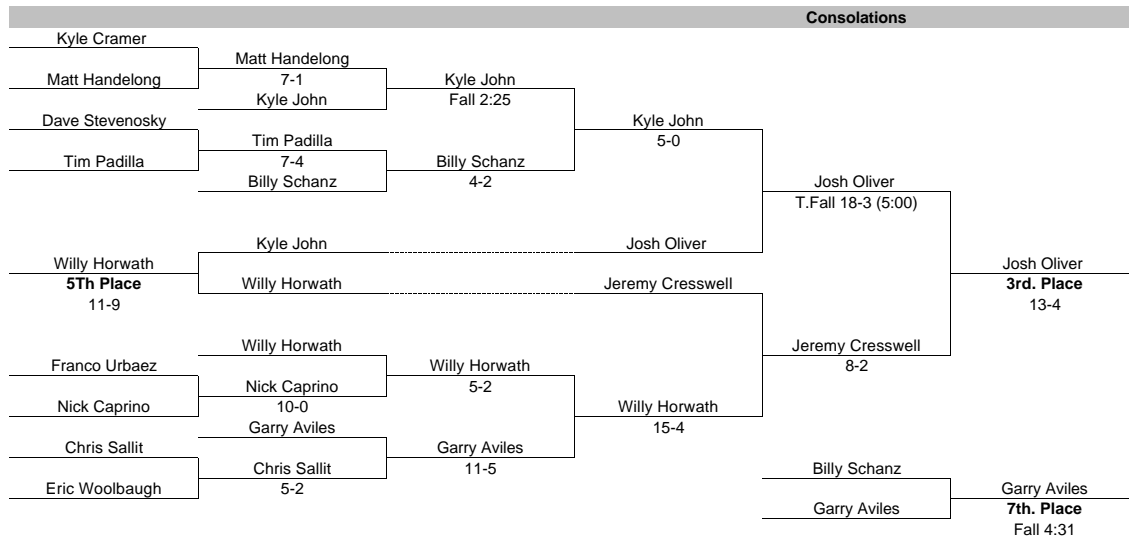 Consolations
Kyle Cramer
Matt Handelong
7-1
Matt Handelong
Kyle John
Fall 2:25
Kyle John
Dave Stevenosky
Kyle John
5-0
Tim Padilla
7-4
Tim Padilla
Billy Schanz
4-2
Billy Schanz
Josh Oliver
T.Fall 18-3 (5:00)
Kyle John
Josh Oliver
Willy Horwath
5Th Place
11-9
Josh Oliver
3rd. Place
13-4
Willy Horwath
Jeremy Cresswell
Willy Horwath
Jeremy Cresswell
8-2
Franco Urbaez
Willy Horwath
5-2
Nick Caprino
10-0
Nick Caprino
Willy Horwath
15-4
Garry Aviles
Chris Sallit
Garry Aviles
11-5
Chris Sallit
5-2
Billy Schanz
Eric Woolbaugh
Garry Aviles
7th. Place
Fall 4:31
Garry Aviles